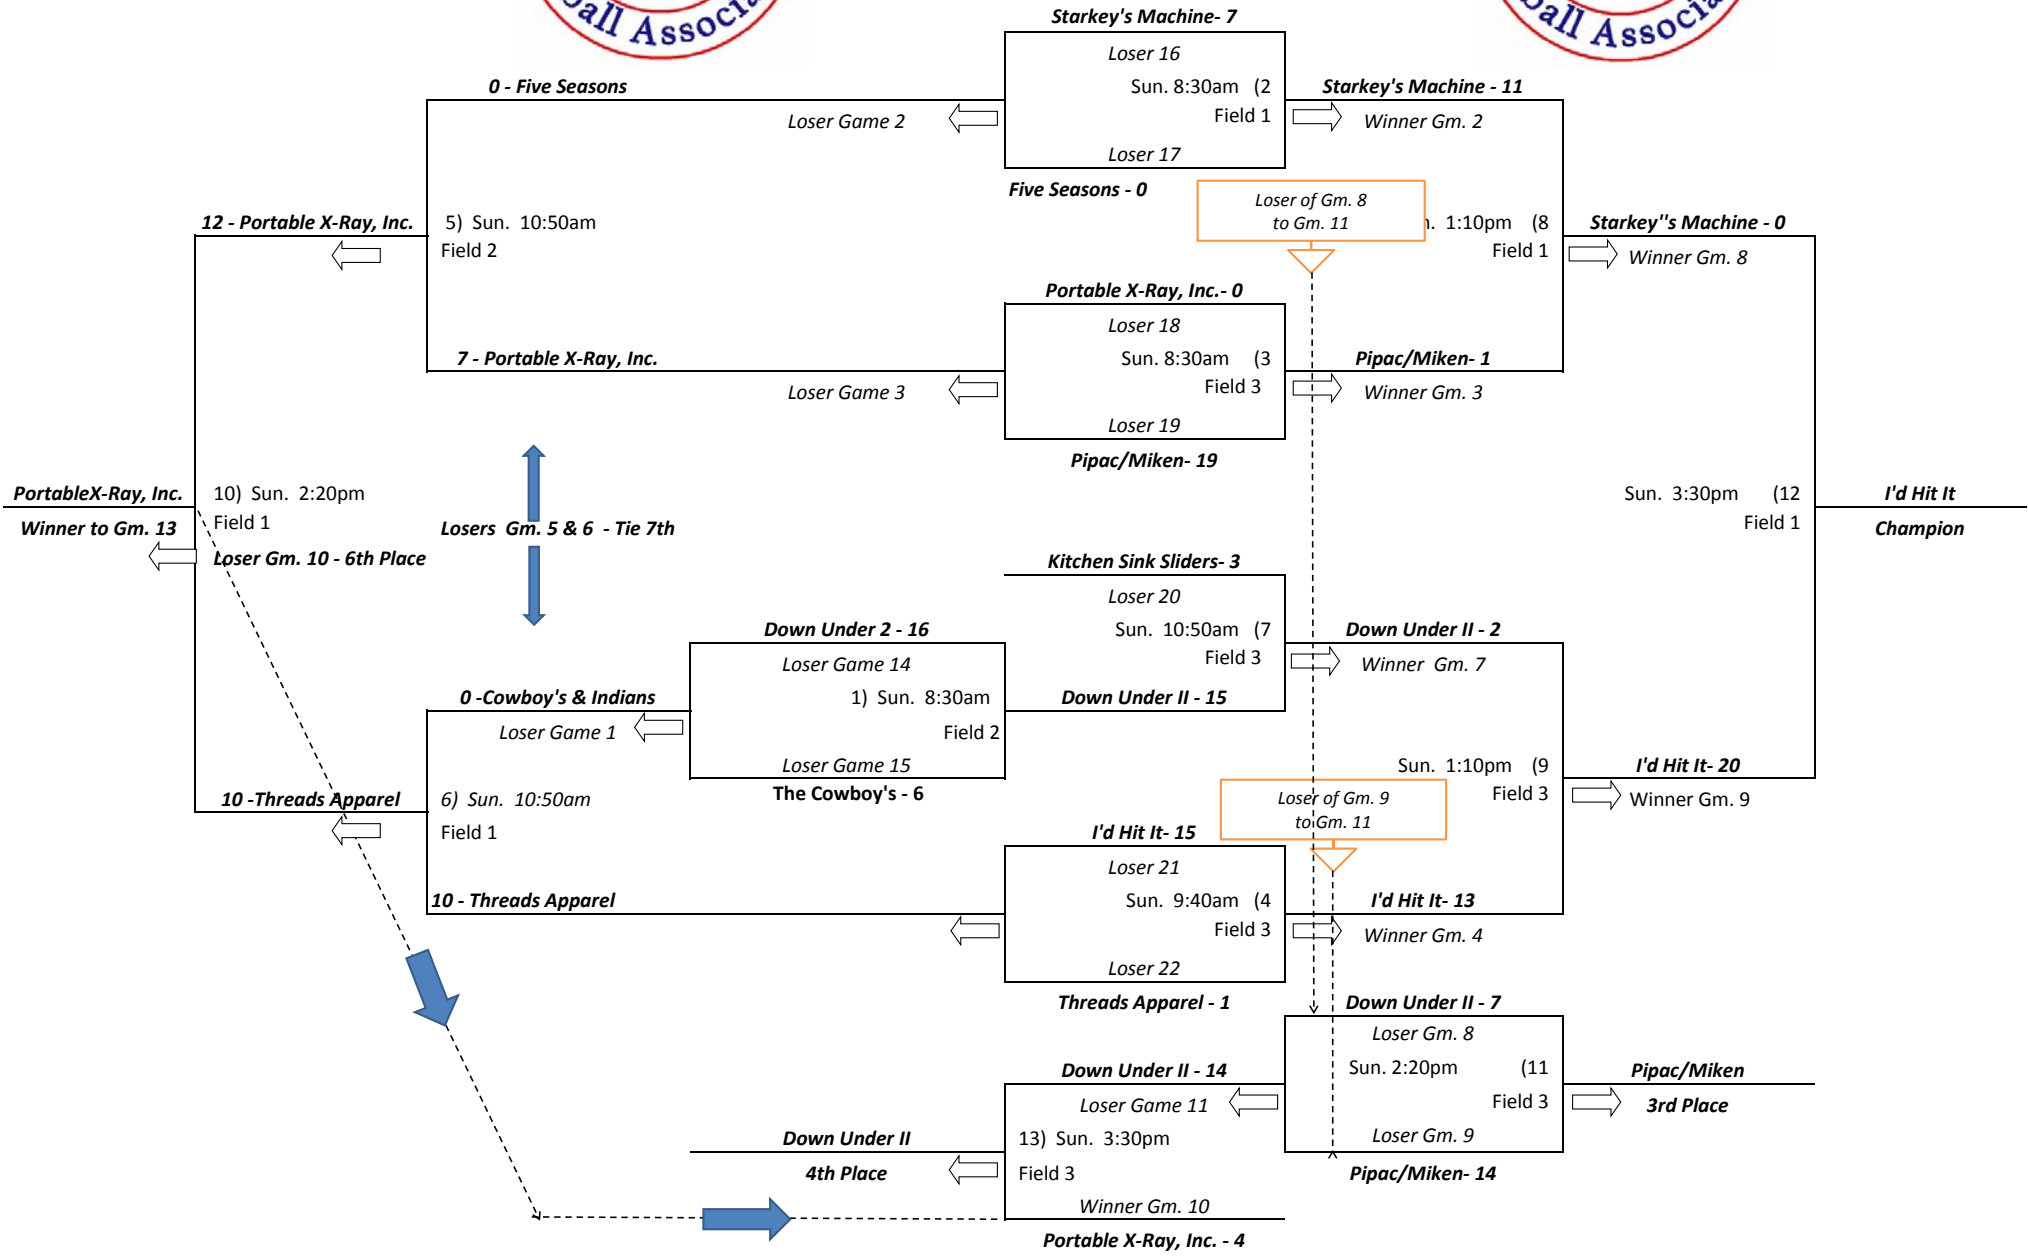 ball Associa
ball Associa
Starkey's Machine- 7
Loser 16
0 - Five Seasons
Sun. 8:30am (2
Starkey's Machine - 11
Loser Game 2
Field 1
Winner Gm. 2
Loser 17
Five Seasons - 0
Loser of Gm. 8
to Gm. 11
12 - Portable X-Ray, Inc.
5) Sun. 10:50am
1:10pm (8
Starkey''s Machine - 0
Field 2
Field 1
Winner Gm. 8
Portable X-Ray, Inc.- 0
Loser 18
7 - Portable X-Ray, Inc.
Sun. 8:30am (3
Pipac/Miken- 1
Loser Game 3
Field 3
Winner Gm. 3
Loser 19
Pipac/Miken- 19
PortableX-Ray, Inc.
10) Sun. 2:20pm
Sun. 3:30pm (12
I'd Hit It
Winner to Gm. 13
Field 1
Losers Gm. 5 & 6 - Tie 7th
Field 1
Champion
Loser Gm. 10 - 6th Place
Kitchen Sink Sliders- 3
Loser 20
Down Under 2 - 16
Sun. 10:50am (7
Down Under II - 2
Loser Game 14
Field 3
Winner Gm. 7
0 -Cowboy's & Indians
1) Sun. 8:30am
Down Under II - 15
Loser Game 1
Field 2
Loser Game 15
Sun. 1:10pm (9
I'd Hit It- 20
The Cowboy's - 6
Loser of Gm. 9
to Gm. 11
Field 3
Winner Gm. 9
10 -Threads Apparel
6) Sun. 10:50am
Field 1
I'd Hit It- 15
Loser 21
10 - Threads Apparel
Sun. 9:40am (4
I'd Hit It- 13
Field 3
Winner Gm. 4
Loser 22
Threads Apparel - 1
Down Under II - 7
Loser Gm. 8
Down Under II - 14
Sun. 2:20pm (11
Pipac/Miken
Loser Game 11
Field 3
3rd Place
Down Under II
13) Sun. 3:30pm
Loser Gm. 9
4th Place
Field 3
Pipac/Miken- 14
Winner Gm. 10
Portable X-Ray, Inc. - 4